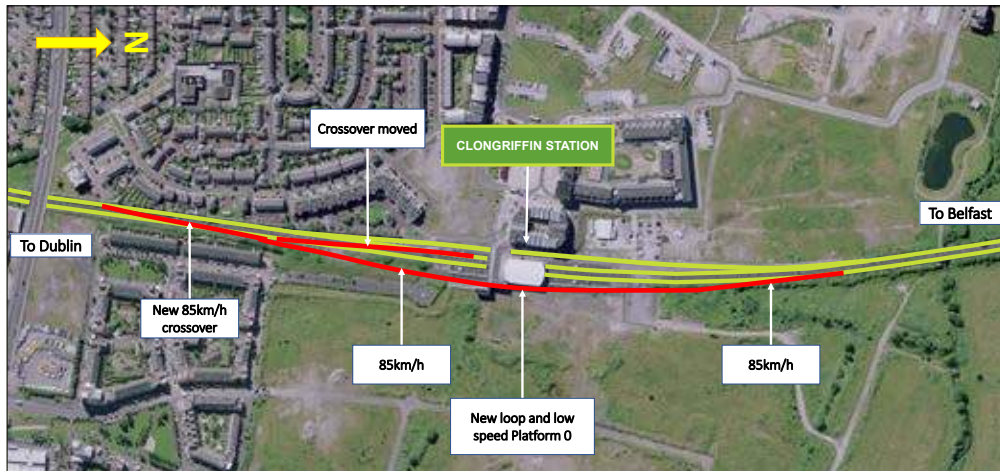 N
Crossover moved
CLONGRIFFIN STATION
To Belfast
To Dublin
New 85km/h
crossover
85km/h
85km/h
New loop and low
speed Platform 0